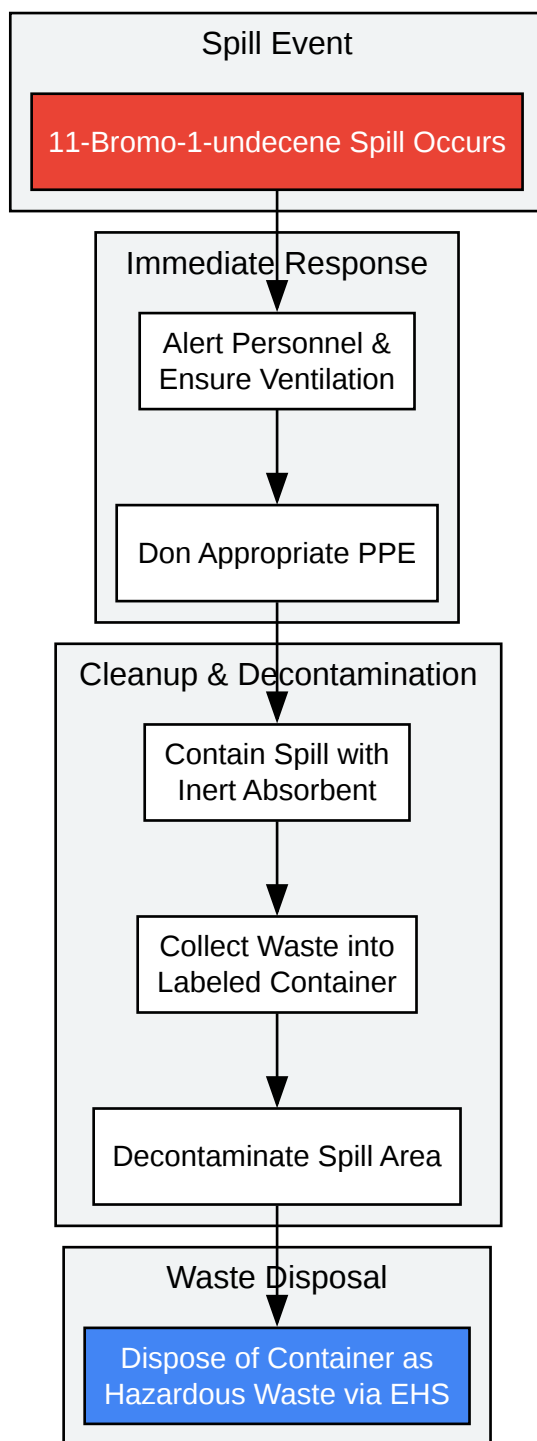 Spill Event
11-Bromo-1-undecene Spill Occurs
Immediate Response
Alert Personnel &
Ensure Ventilation
Don Appropriate PPE
Cleanup & Decontamination
Contain Spill with
Inert Absorbent
Collect Waste into
Labeled Container
Decontaminate Spill Area
Waste Disposal
Dispose of Container as
Hazardous Waste via EHS